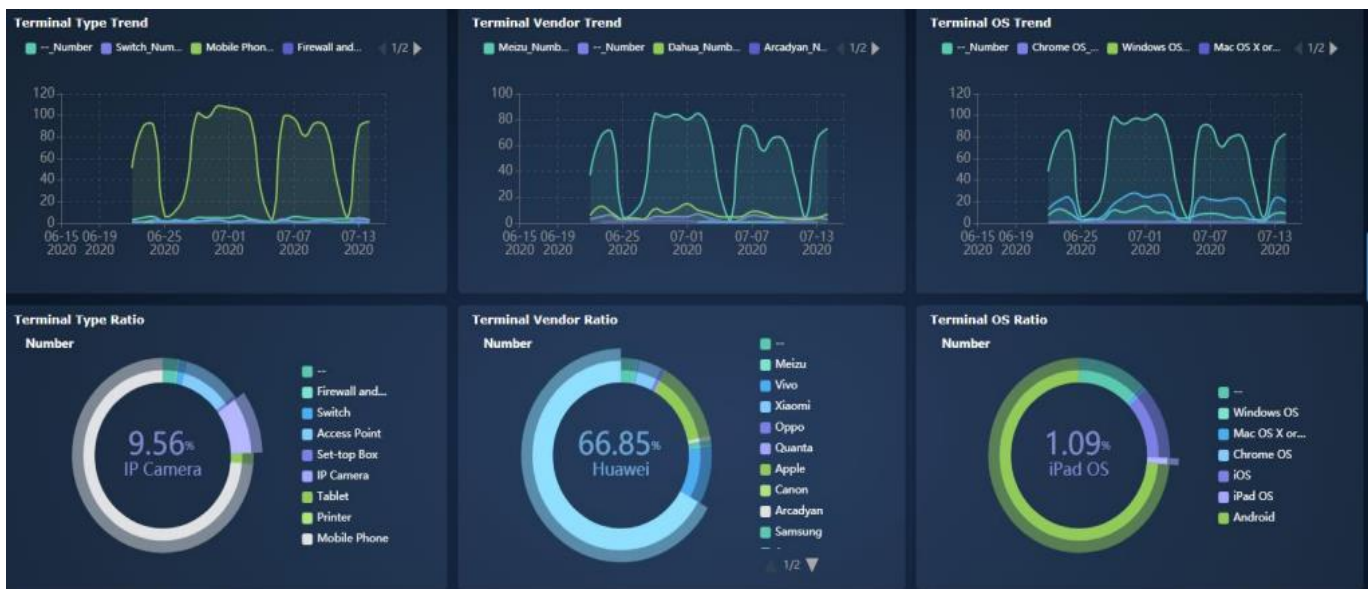 Terminal Type Trend
--_Number Switch_Num... Mobile Phon... Firewall and... 1/2
120
100
80
60
40
20
0
06-15 06-19 06-25 07-01 07-07 07-13
2020 2020 2020 2020 2020 2020
Terminal Vendor Trend
Meizu_Numb... --_Number Dahua_Numb... Arcadyan_N... 1/2
100
80
60
40
20
0
06-15 06-19 06-25 07-01 07-07 07-13
2020 2020 2020 2020 2020 2020
Terminal OS Trend
--_Number Chrome OS_... Windows OS... Mac OS X or... 1/2
120
100
80
60
40
20
0
06-15 06-19 06-25 07-01 07-07 07-13
2020 2020 2020 2020 2020 2020
Terminal Type Ratio
Number
9.56%
IP Camera
--
Firewall and...
Switch
Access Point
Set-top Box
IP Camera
Tablet
Printer
Mobile Phone
Terminal Vendor Ratio
Number
66.85%
Huawei
--
Meizu
Vivo
Xiaomi
Oppo
Quanta
Apple
Canon
Arcadyan
Samsung
1/2
Terminal OS Ratio
Number
1.09%
iPad OS
--
Windows OS
Mac OS X or...
Chrome OS
iOS
iPad OS
Android